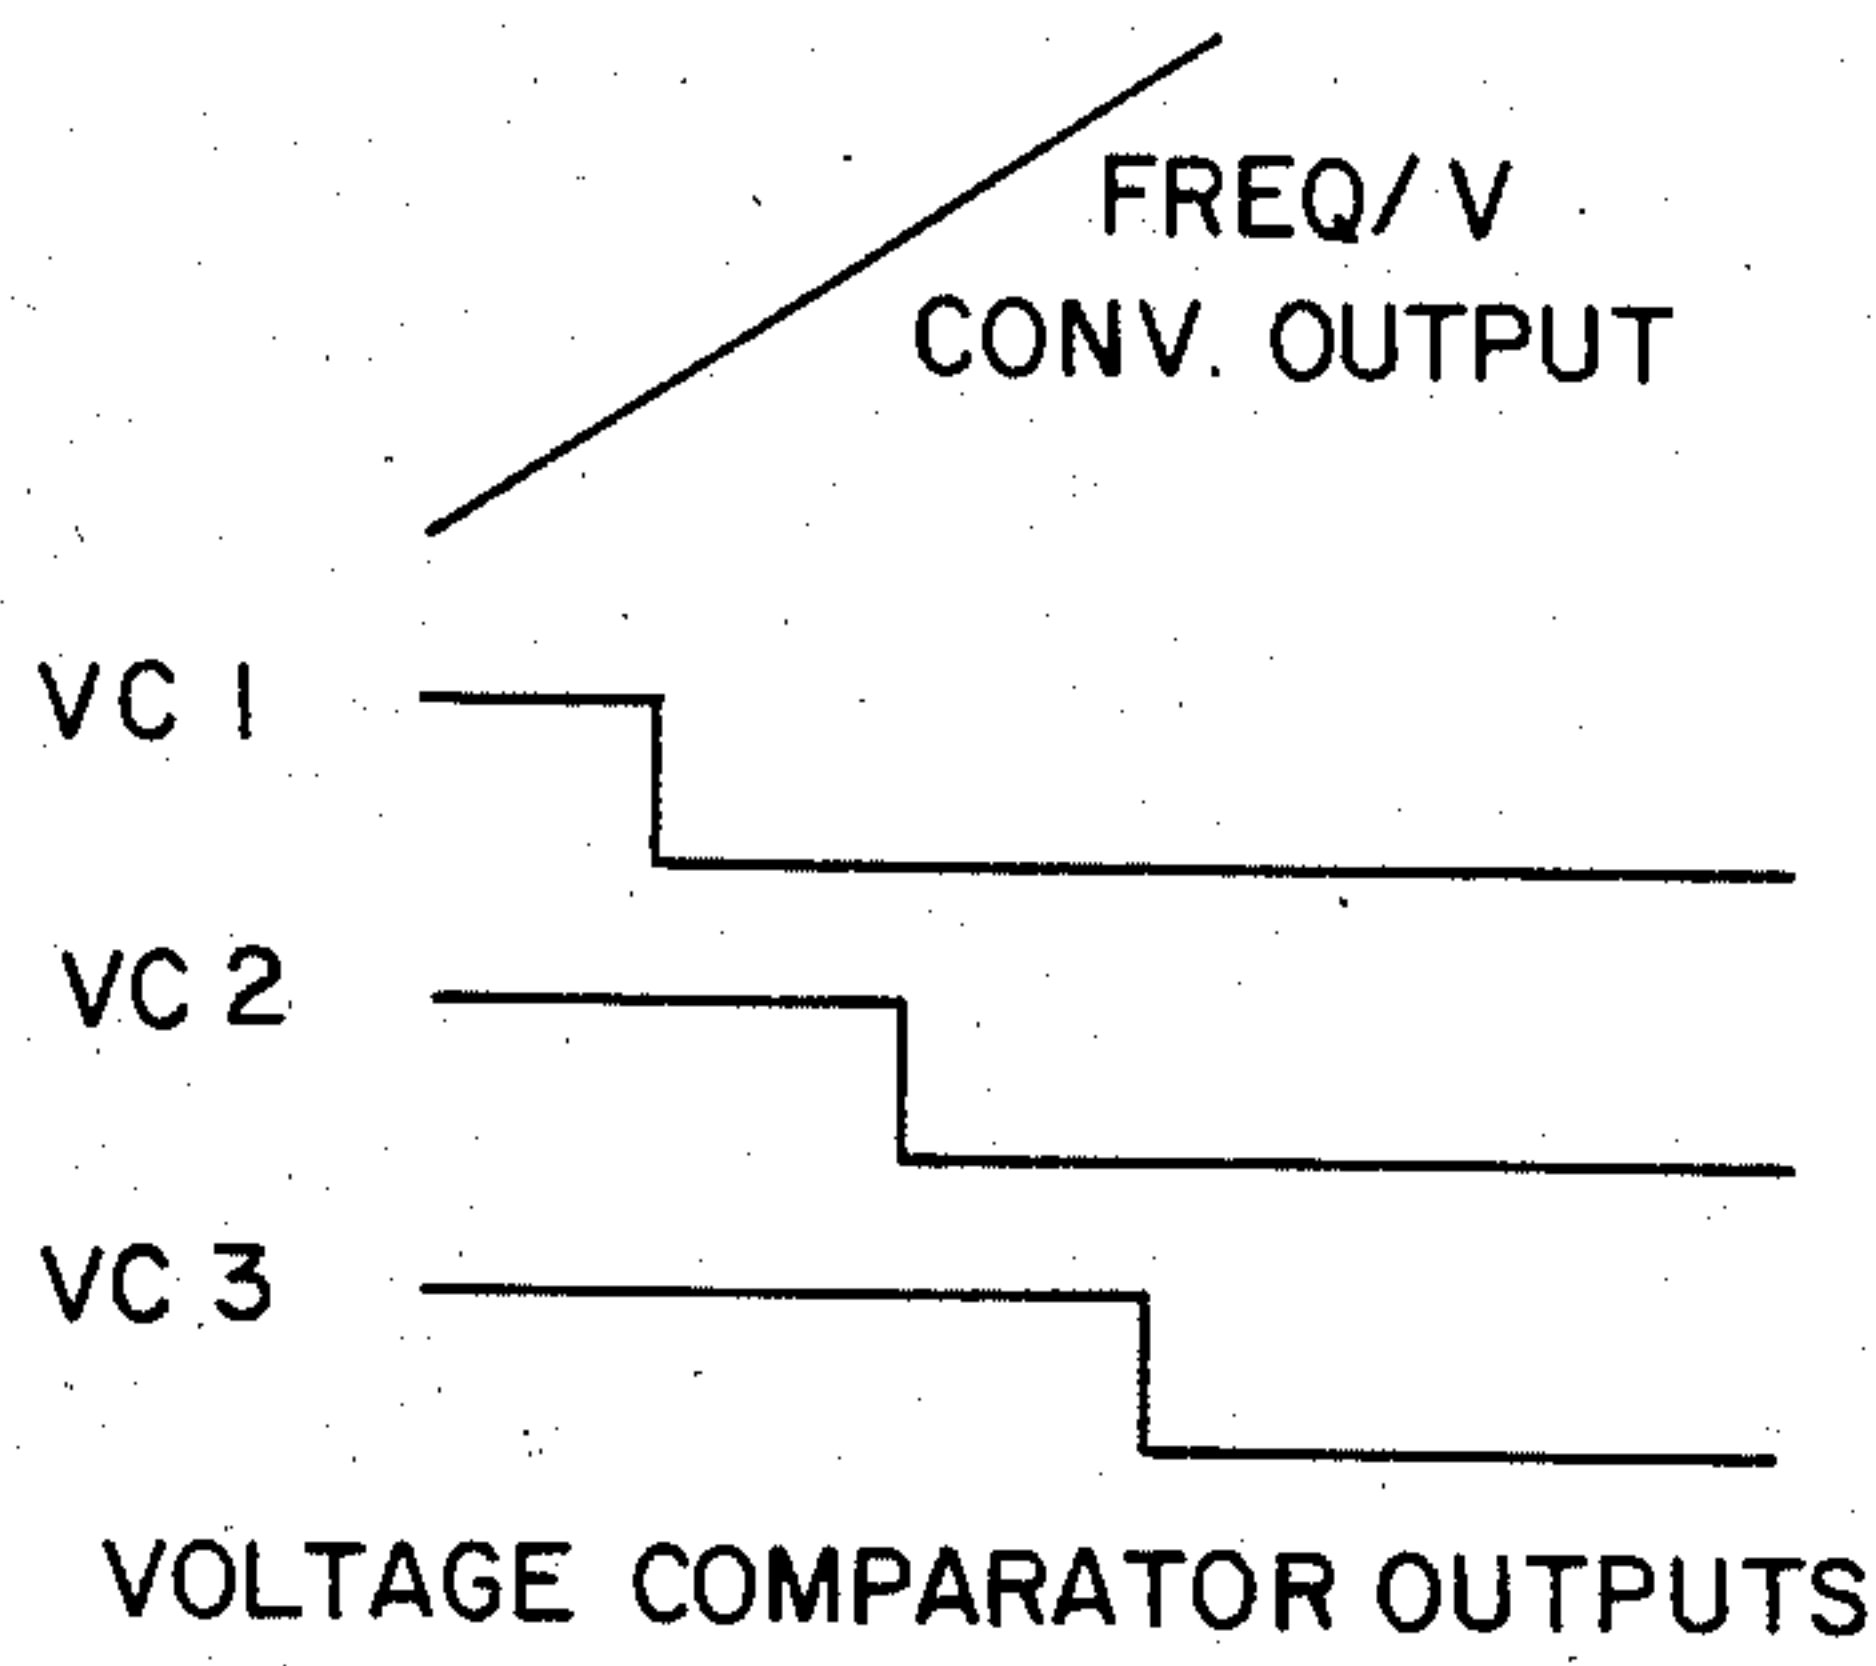 FREQ/V
CONV. OUTPUT
VC 1
VC 2
VC 3
VOLTAGE COMPARATOR OUTPUTS